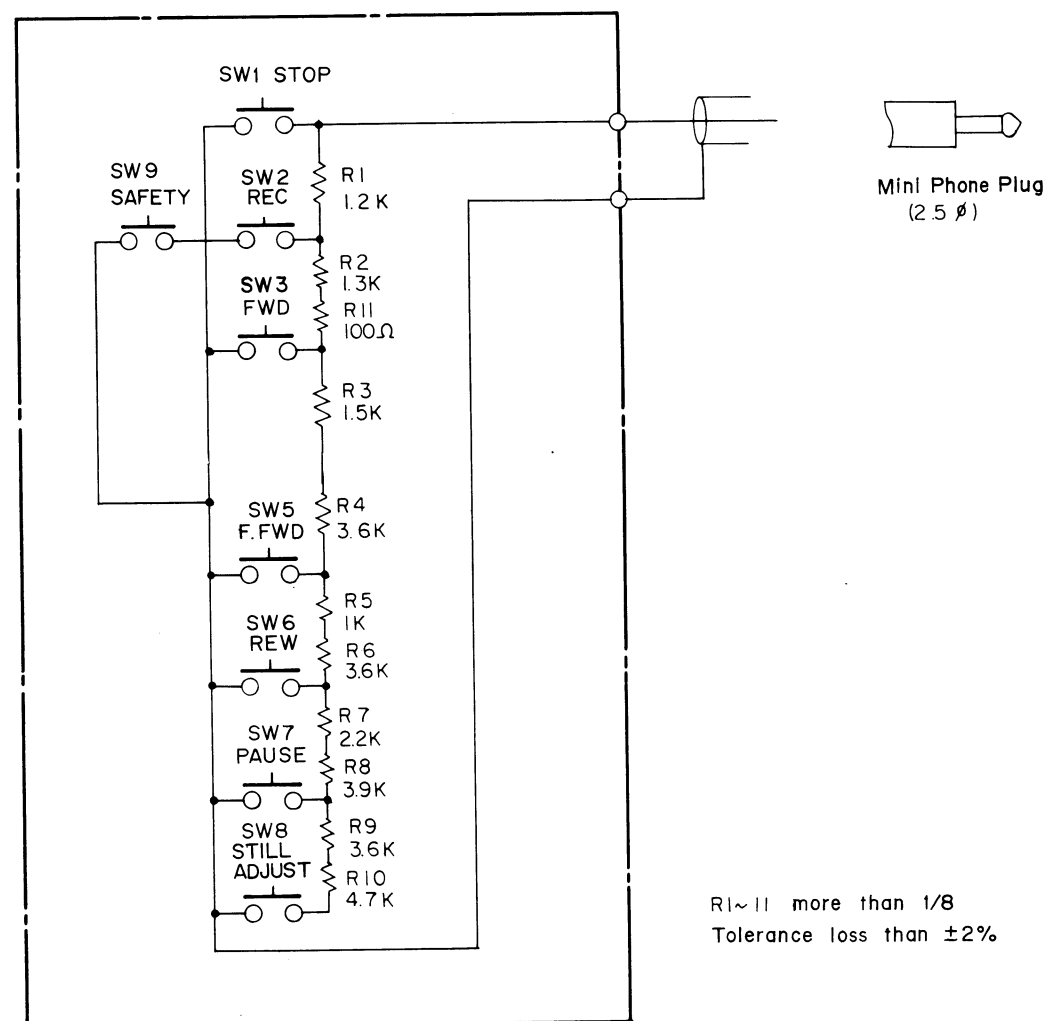 SW1 STOP
R1
1.2K
SW9
SAFETY
SW2
REC
Mini Phone Plug
(2.5 ø)
R2
1.3K
SW3
FWD
R11
100Ω
R3
1.5K
SW5
F.FWD
R4
3.6K
R5
1K
SW6
REW
R6
3.6K
R7
2.2K
SW7
PAUSE
R8
3.9K
SW8
STILL
ADJUST
R9
3.6K
R10
4.7K
R1~11 more than 1/8
Tolerance loss than ±2%